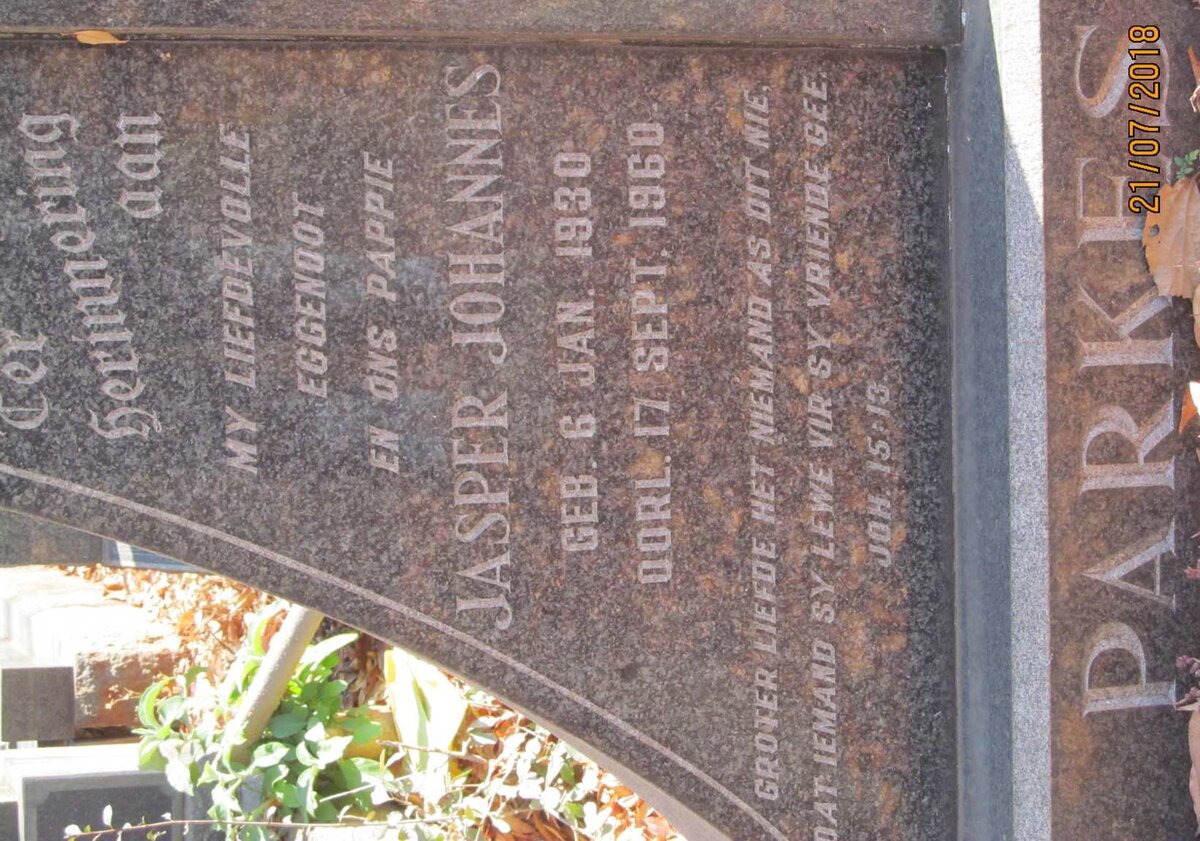 Ter
herinnering
aan
MY LIEFDEVOLLE
EGGENOOT
EN ONS PAPPIE
JASPER JOHANNES
GEB. 6 JAN. 1930
OORL. 17 SEPT. 1960.
GROTER LIEFDE HET NIEMAND AS DIT NIE,
DAT IEMAND SY LEWE VIR SY VRIENDE GEE.
JOH. 15:13.
PARKES
21/07/2018